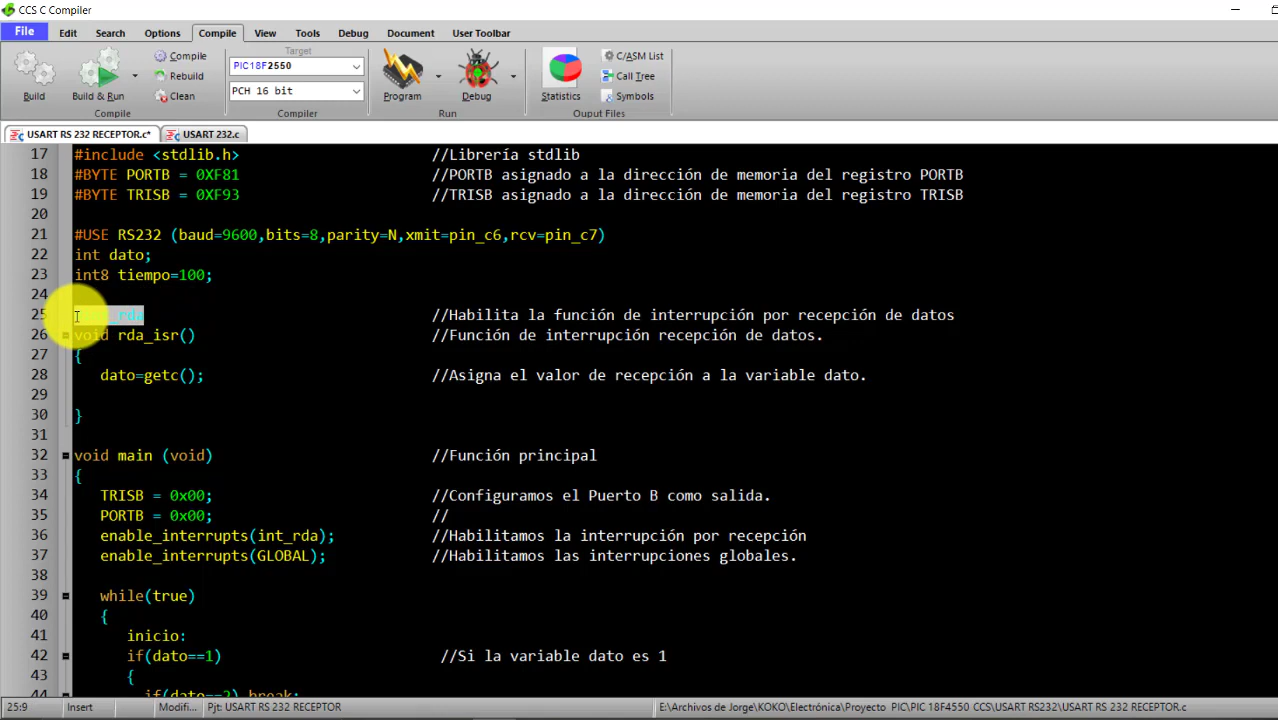 CCS C Compiler
File Edit Search Options Compile View Tools Debug Document User Toolbar
Compile
Rebuild
Clean
Build
Build & Run
Compile
Target
PIC18F2550
PCH 16 bit
Compiler
Program
Debug
Run
Statistics
C/ASM List
Call Tree
Symbols
Ouput Files
USART RS 232 RECEPTOR.c* USART 232.c
17 #include <stdlib.h> //Librería stdlib
18 #BYTE PORTB = 0XF81 //PORTB asignado a la dirección de memoria del registro PORTB
19 #BYTE TRISB = 0XF93 //TRISB asignado a la dirección de memoria del registro TRISB
20
21 #USE RS232 (baud=9600,bits=8,parity=N,xmit=pin_c6,rcv=pin_c7)
22 int dato;
23 int8 tiempo=100;
24
25 _rda //Habilita la función de interrupción por recepción de datos
26 void rda_isr() //Función de interrupción recepción de datos.
27 {
28 dato=getc(); //Asigna el valor de recepción a la variable dato.
29
30 }
31
32 void main (void) //Función principal
33 {
34 TRISB = 0x00; //Configuramos el Puerto B como salida.
35 PORTB = 0x00; //
36 enable_interrupts(int_rda); //Habilitamos la interrupción por recepción
37 enable_interrupts(GLOBAL); //Habilitamos las interrupciones globales.
38
39 while(true)
40 {
41 inicio:
42 if(dato==1) //Si la variable dato es 1
43 {
44 if(dato==2) break;
25:9 Insert Modifi... Pjt: USART RS 232 RECEPTOR E:\Archivos de Jorge\KOKO\Electrónica\Proyecto PIC\PIC 18F4550 CCS\USART RS232\USART RS 232 RECEPTOR.c